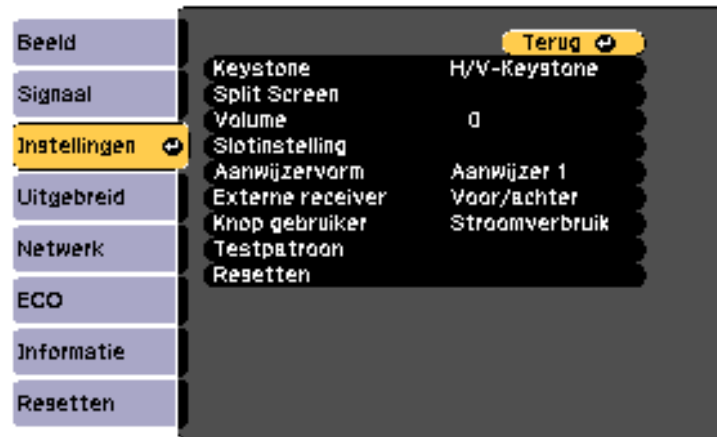 Beeld
Signaal
Instellingen
Uitgebreid
Netwerk
ECO
Informatie
Resetten
Terug
Keystone H/V-Keystone
Split Screen
Volume 0
Slotinstelling
Aanwijzervorm Aanwijzer 1
Externe receiver Voor/achter
Knop gebruiker Stroomverbruik
Testpatroon
Resetten